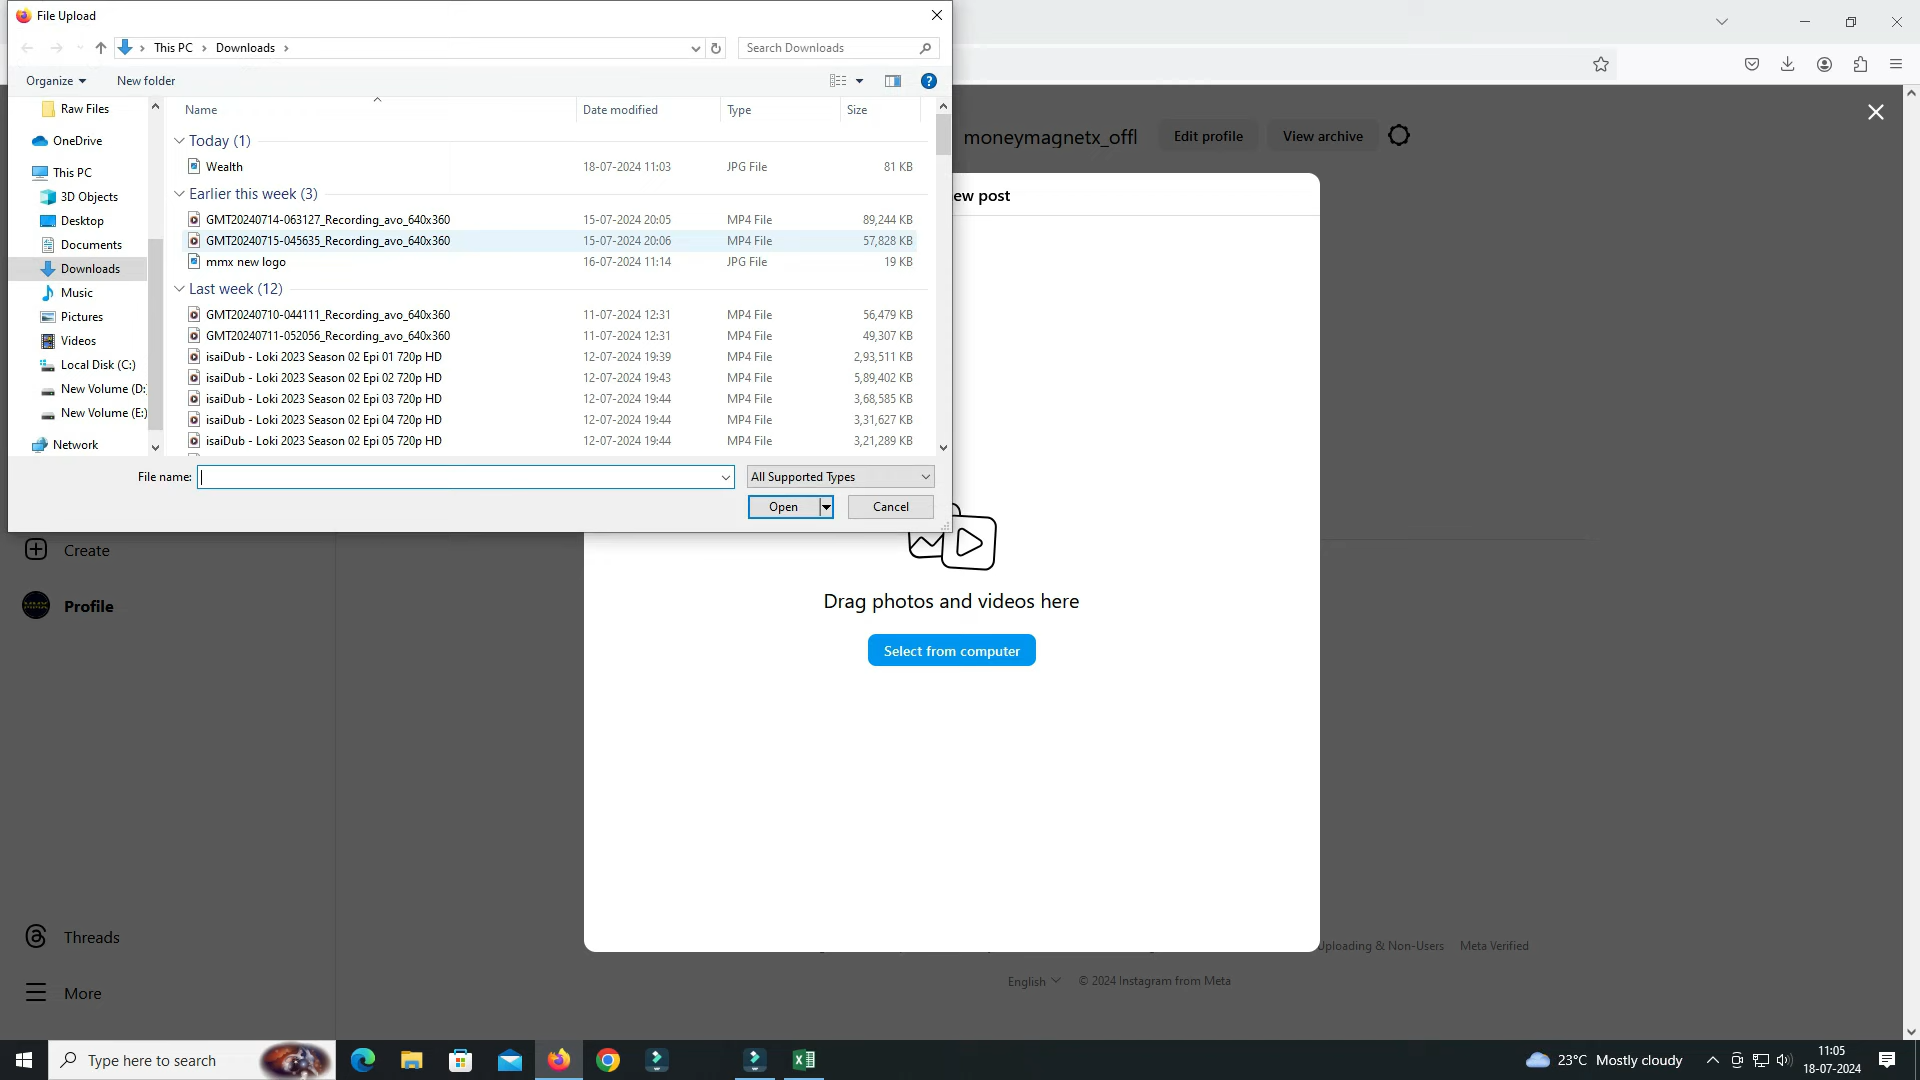 File Upload
This PC Downloads
Search Downloads
Organize New folder
Name Date modified Type Size
Raw Files
OneDrive
This PC
3D Objects
Desktop
Documents
Downloads
Music
Pictures
Videos
Local Disk (C:)
New Volume (D:
New Volume (E:)
Network
Today (1)
Wealth 18-07-2024 11:03 JPG File 81 KB
Earlier this week (3)
GMT20240714-063127_Recording_avo_640x360 15-07-2024 20:05 MP4 File 89,244 KB
GMT20240715-045635_Recording_avo_640x360 15-07-2024 20:06 MP4 File 57,828 KB
mmx new logo 16-07-2024 11:14 JPG File 19 KB
Last week (12)
GMT20240710-044111_Recording_avo_640x360 11-07-2024 12:31 MP4 File 56,479 KB
GMT20240711-052056_Recording_avo_640x360 11-07-2024 12:31 MP4 File 49,307 KB
isaiDub - Loki 2023 Season 02 Epi 01 720p HD 12-07-2024 19:39 MP4 File 2,93,511 KB
isaiDub - Loki 2023 Season 02 Epi 02 720p HD 12-07-2024 19:43 MP4 File 5,89,402 KB
isaiDub - Loki 2023 Season 02 Epi 03 720p HD 12-07-2024 19:44 MP4 File 3,68,585 KB
isaiDub - Loki 2023 Season 02 Epi 04 720p HD 12-07-2024 19:44 MP4 File 3,31,627 KB
isaiDub - Loki 2023 Season 02 Epi 05 720p HD 12-07-2024 19:44 MP4 File 3,21,289 KB
File name: All Supported Types
Open Cancel
moneymagnetx_offl Edit profile View archive
ew post
Drag photos and videos here
Select from computer
Create
MMX Profile
Threads
More
Uploading & Non-Users Meta Verified
English © 2024 Instagram from Meta
Type here to search
23°C Mostly cloudy
11:05
18-07-2024